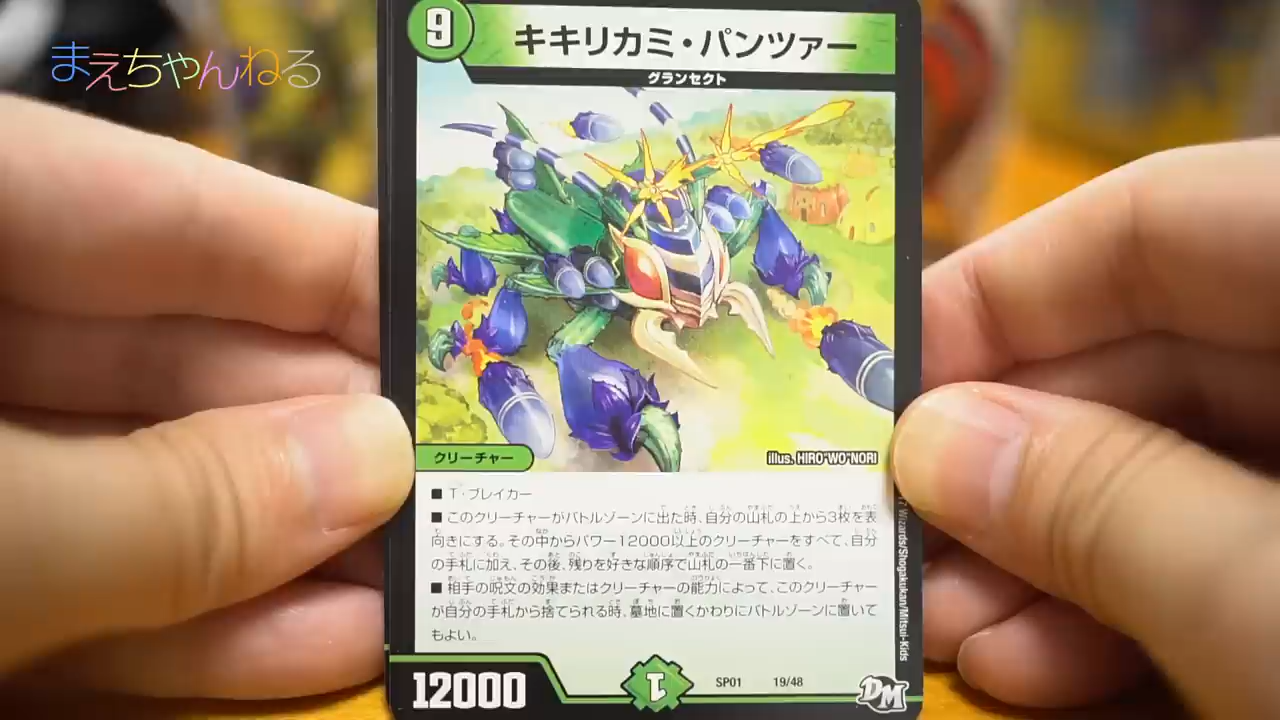 まえちゃんねる
9
キキリカミ・パンツァー
グランセクト
クリーチャー
illus. HIRO"WO"NORI
■ T・ブレイカー
■ このクリーチャーがバトルゾーンに出た時、自分の山札の上から3枚を表
向きにする。その中からパワー12000以上のクリーチャーをすべて、自分
の手札に加え、その後、残りを好きな順序で山札の一番下に置く。
■ 相手の呪文の効果またはクリーチャーの能力によって、このクリーチャー
が自分の手札から捨てられる時、墓地に置くかわりにバトルゾーンに置いて
もよい。
Wizards/Shogakukan/Mitsui-Kids
12000
1
SP01 19/48
DM